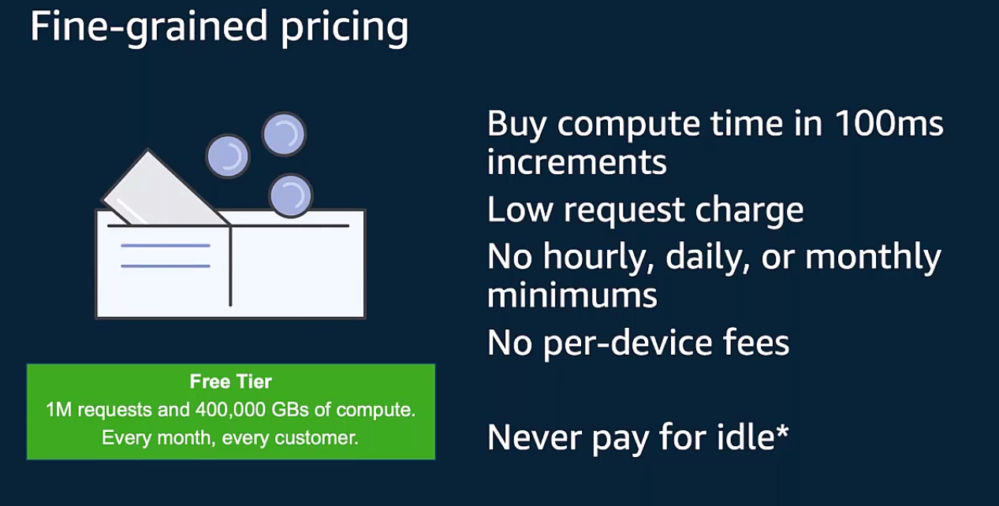 Fine-grained pricing
Buy compute time in 100ms
increments
Low request charge
No hourly, daily, or monthly
minimums
No per-device fees
Never pay for idle*
Free Tier
1M requests and 400,000 GBs of compute.
Every month, every customer.